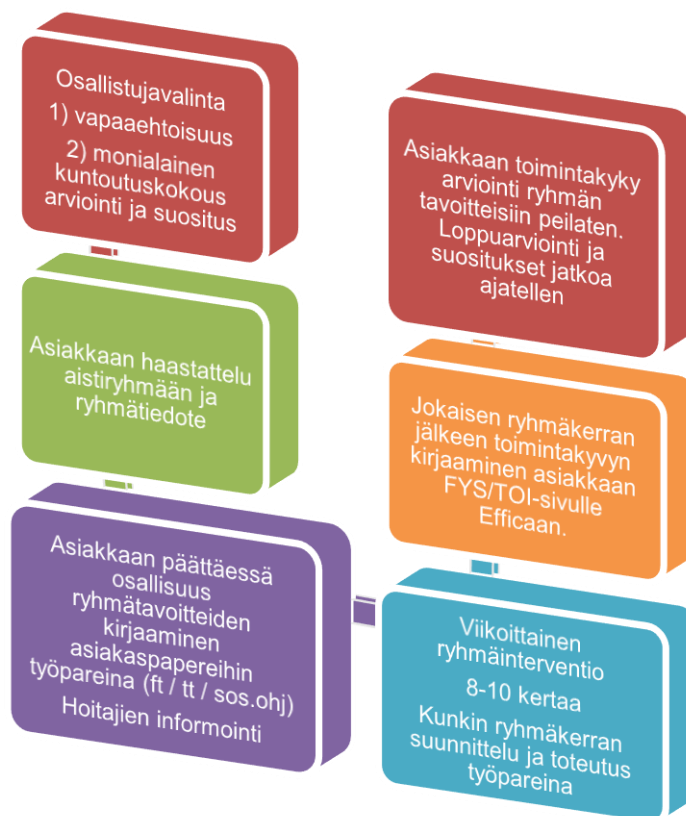 Osallistujavalinta
1) vapaaehtoisuus
2) monialainen
kuntoutuskokous
arviointi ja suositus
Asiakkaan haastattelu
aistiryhmään ja
ryhmätiedote
Asiakkaan päättäessä
osallisuus
ryhmätavoitteiden
kirjaaminen
asiakaspapereihin
työpareina (ft / tt / sos.ohj)
Hoitajien informointi
Viikoittainen
ryhmäinterventio
8-10 kertaa
Kunkin ryhmäkerran
suunnittelu ja toteutus
työpareina
Jokaisen ryhmäkerran
jälkeen toimintakyvyn
kirjaaminen asiakkaan
FYS/TOI-sivulle
Efficaan.
Asiakkaan toimintakyky
arviointi ryhmän
tavoitteisiin peilaten.
Loppuarviointi ja
suositukset jatkoa
ajatellen